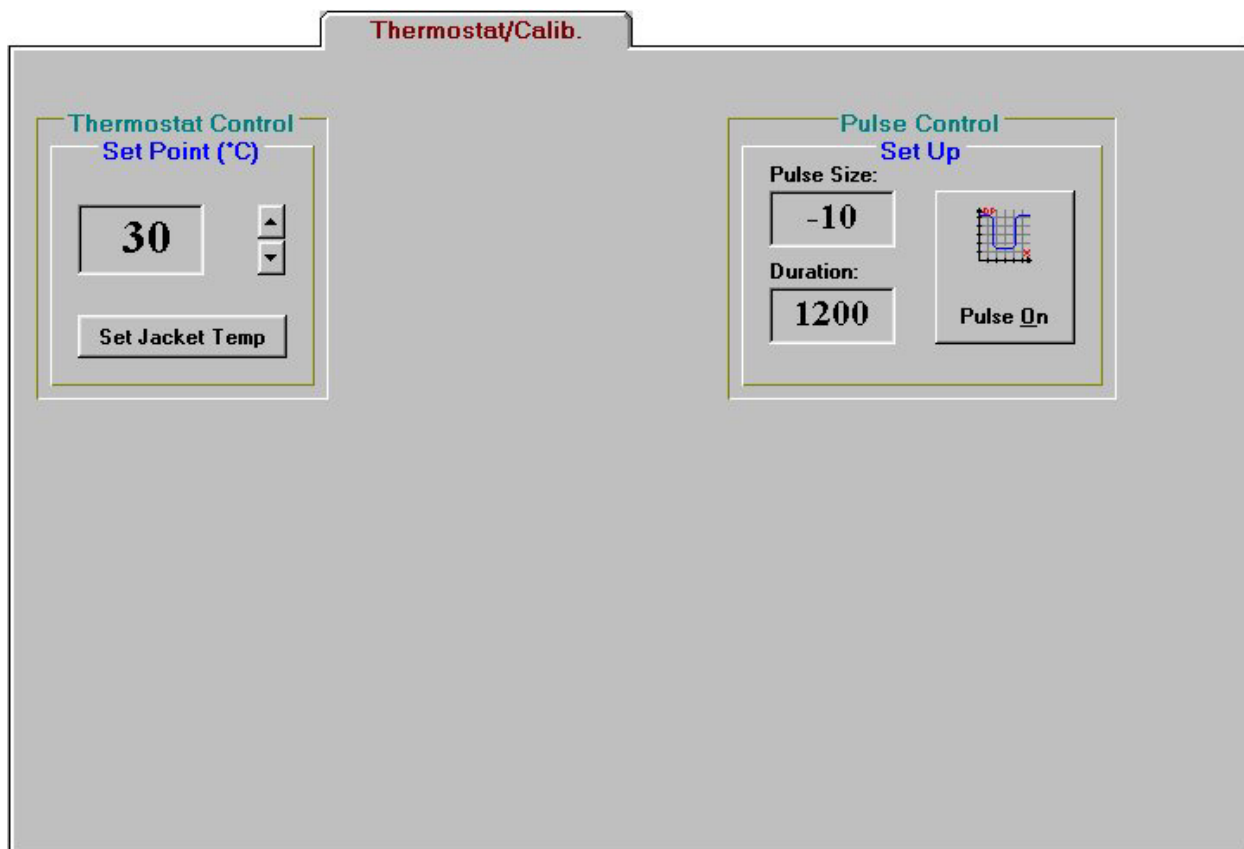 Thermostat/Calib.
Thermostat Control
Set Point (°C)
30
Set Jacket Temp
Pulse Control
Set Up
Pulse Size:
-10
Duration:
1200
DP
X
Pulse On